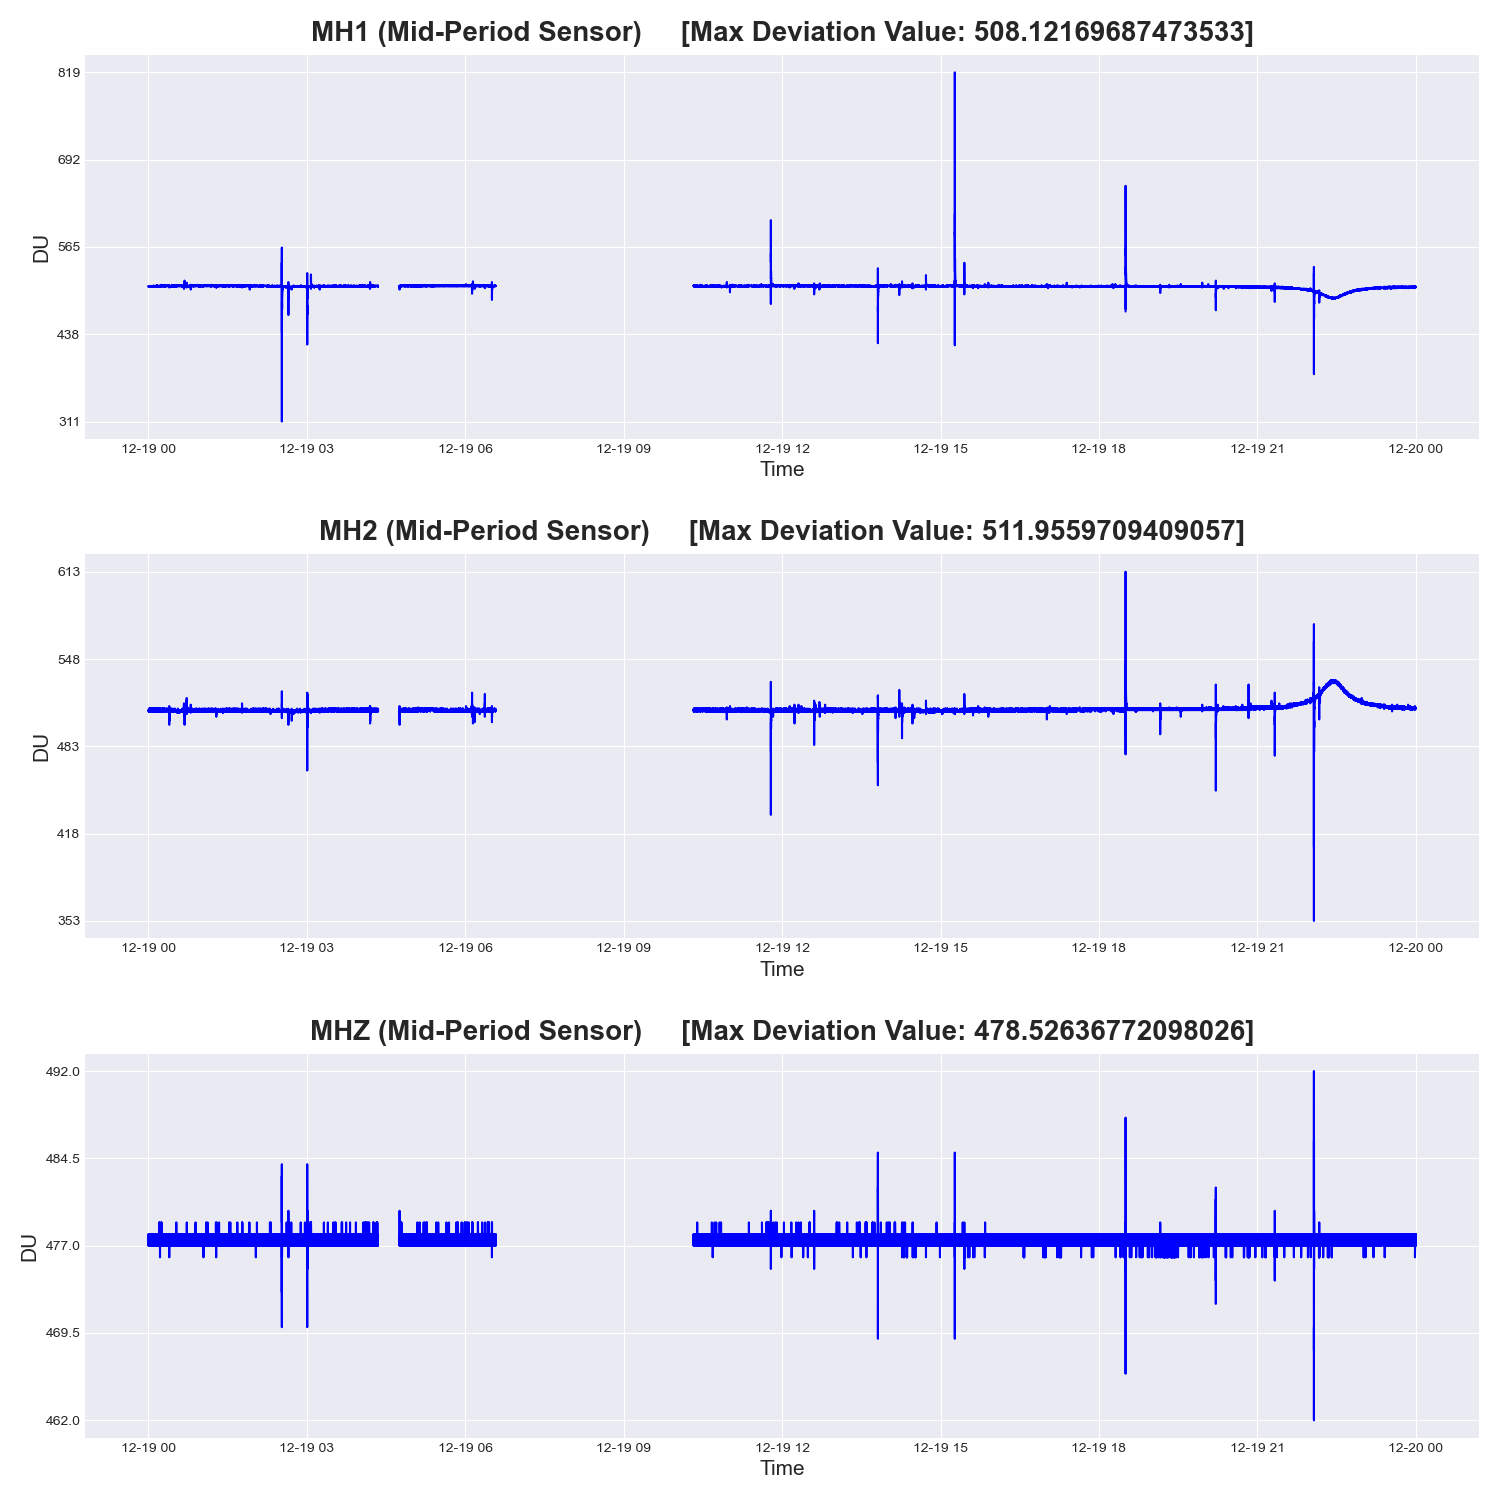 MH1 (Mid-Period Sensor)     [Max Deviation Value: 508.12169687473533]
819
692
565
438
311
DU
12-19 00 12-19 03 12-19 06 12-19 09 12-19 12 12-19 15 12-19 18 12-19 21 12-20 00
Time
MH2 (Mid-Period Sensor)     [Max Deviation Value: 511.9559709409057]
613
548
483
418
353
DU
12-19 00 12-19 03 12-19 06 12-19 09 12-19 12 12-19 15 12-19 18 12-19 21 12-20 00
Time
MHZ (Mid-Period Sensor)     [Max Deviation Value: 478.52636772098026]
492.0
484.5
477.0
469.5
462.0
DU
12-19 00 12-19 03 12-19 06 12-19 09 12-19 12 12-19 15 12-19 18 12-19 21 12-20 00
Time